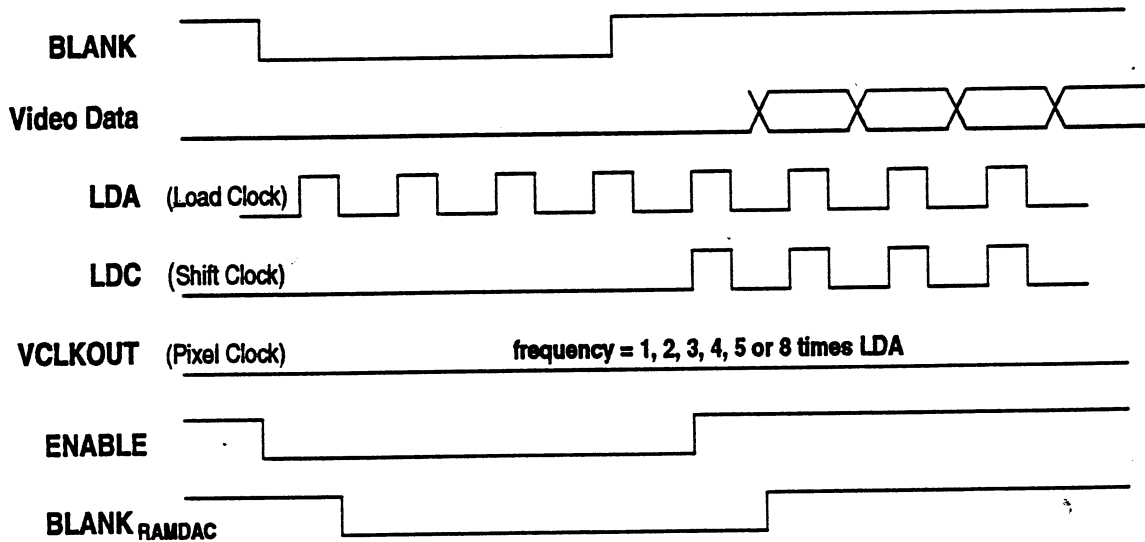 BLANK
Video Data
LDA (Load Clock)
LDC (Shift Clock)
VCLKOUT (Pixel Clock) frequency = 1, 2, 3, 4, 5 or 8 times LDA
ENABLE
BLANK RAMDAC